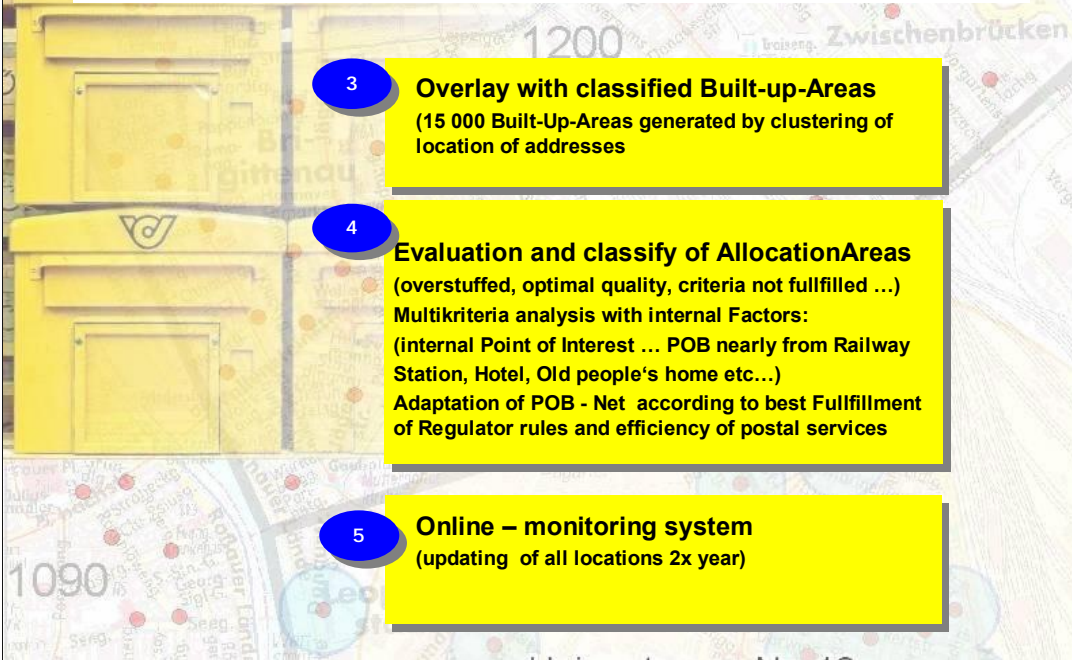 1200
Zwischenbrücken
3
Overlay with classified Built-up-Areas
(15 000 Built-Up-Areas generated by clustering of
location of addresses
Bri-
gittenau
4
Evaluation and classify of AllocationAreas
(overstuffed, optimal quality, criteria not fullfilled …)
Multikriteria analysis with internal Factors:
(internal Point of Interest … POB nearly from Railway
Station, Hotel, Old people‘s home etc…)
Adaptation of POB - Net according to best Fullfillment
of Regulator rules and efficiency of postal services
5
Online – monitoring system
(updating of all locations 2x year)
1090